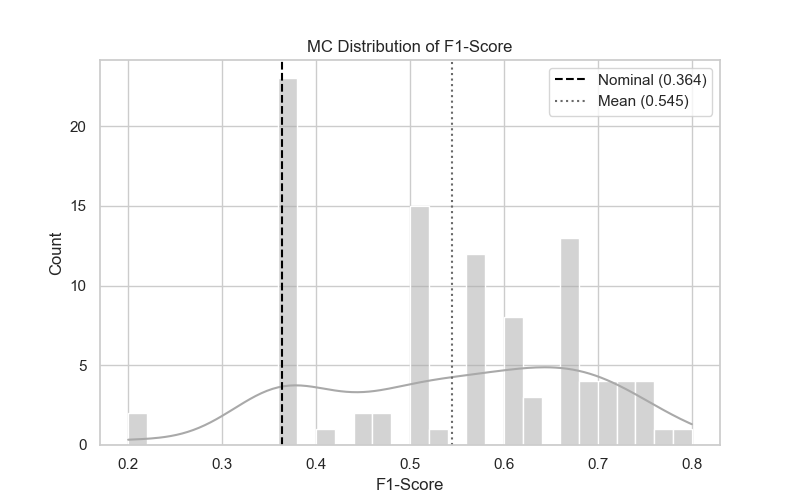 MC Distribution of F1-Score
Nominal (0.364)
Mean (0.545)
Count
20
15
10
5
0
0.2 0.3 0.4 0.5 0.6 0.7 0.8
F1-Score